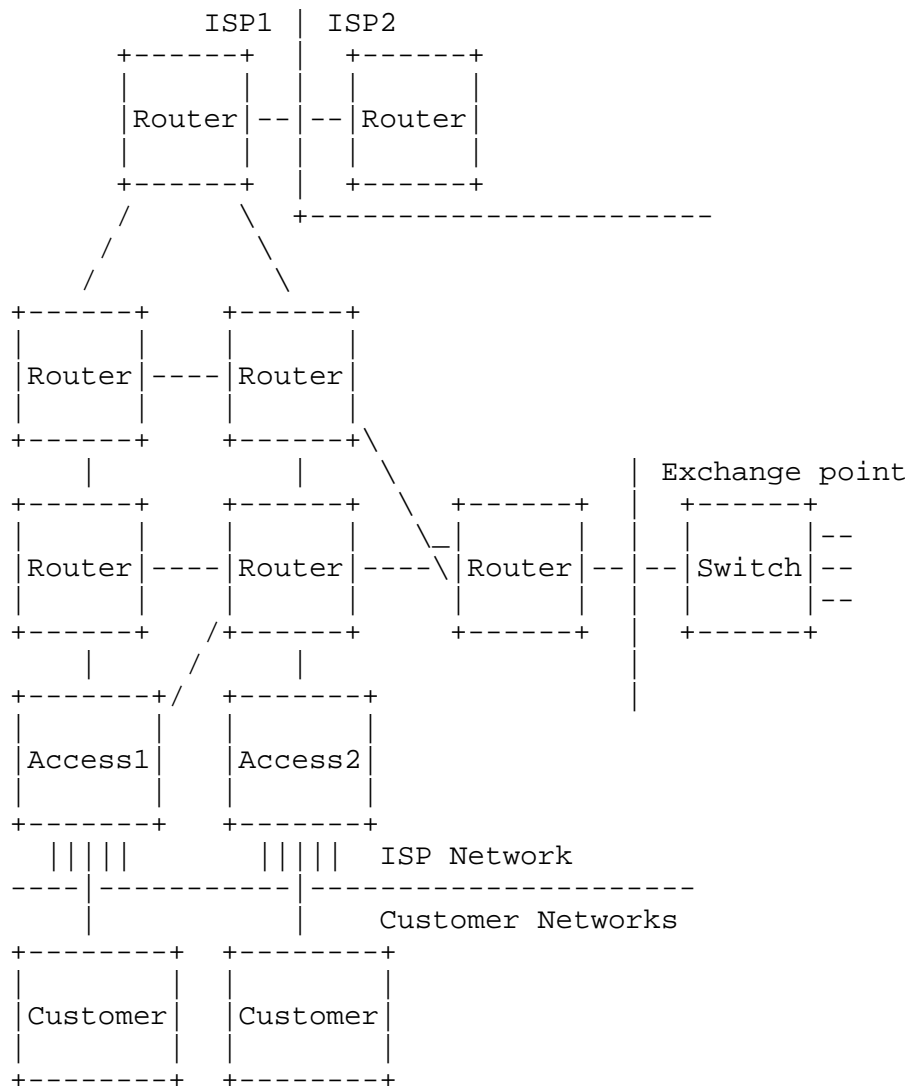 ISP1 | ISP2
Router Router
Router Router
Exchange point
Router Router Router Switch
Access1 Access2
ISP Network
Customer Networks
Customer Customer